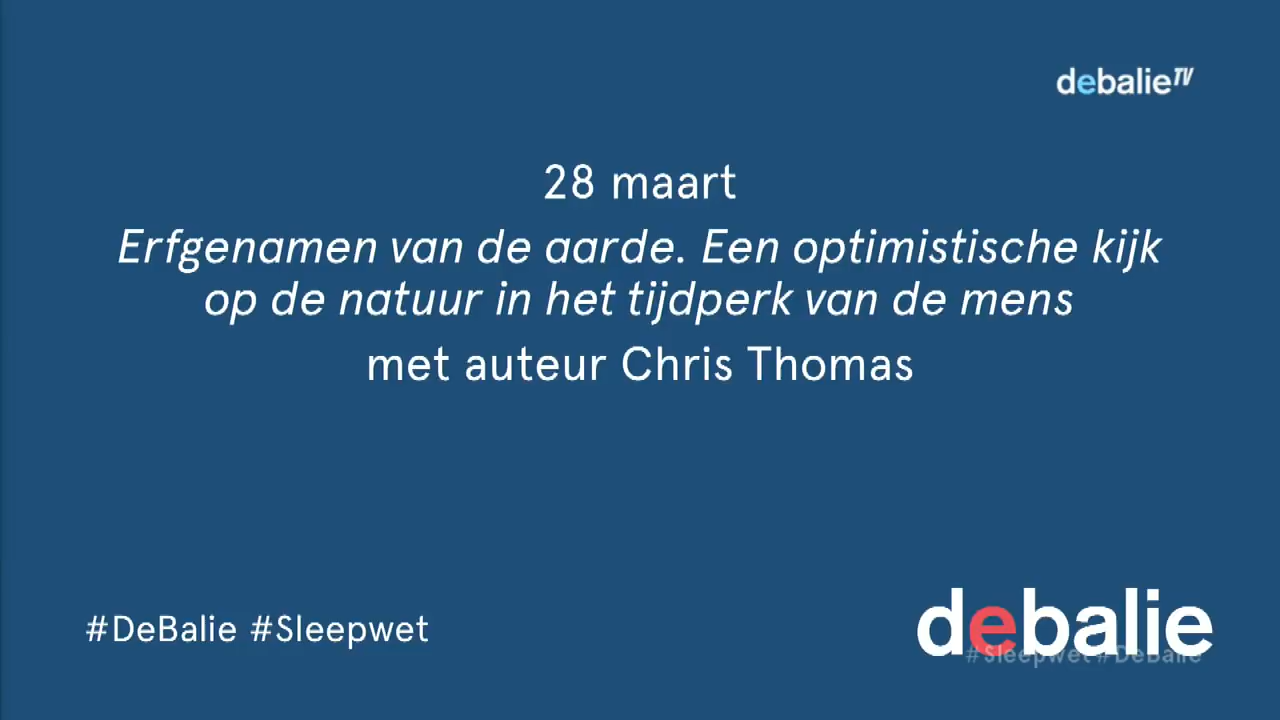 debalieTV
28 maart
Erfgenamen van de aarde. Een optimistische kijk
op de natuur in het tijdperk van de mens
met auteur Chris Thomas
#DeBalie #Sleepwet
debalie
#Sleepwet #DeBalie